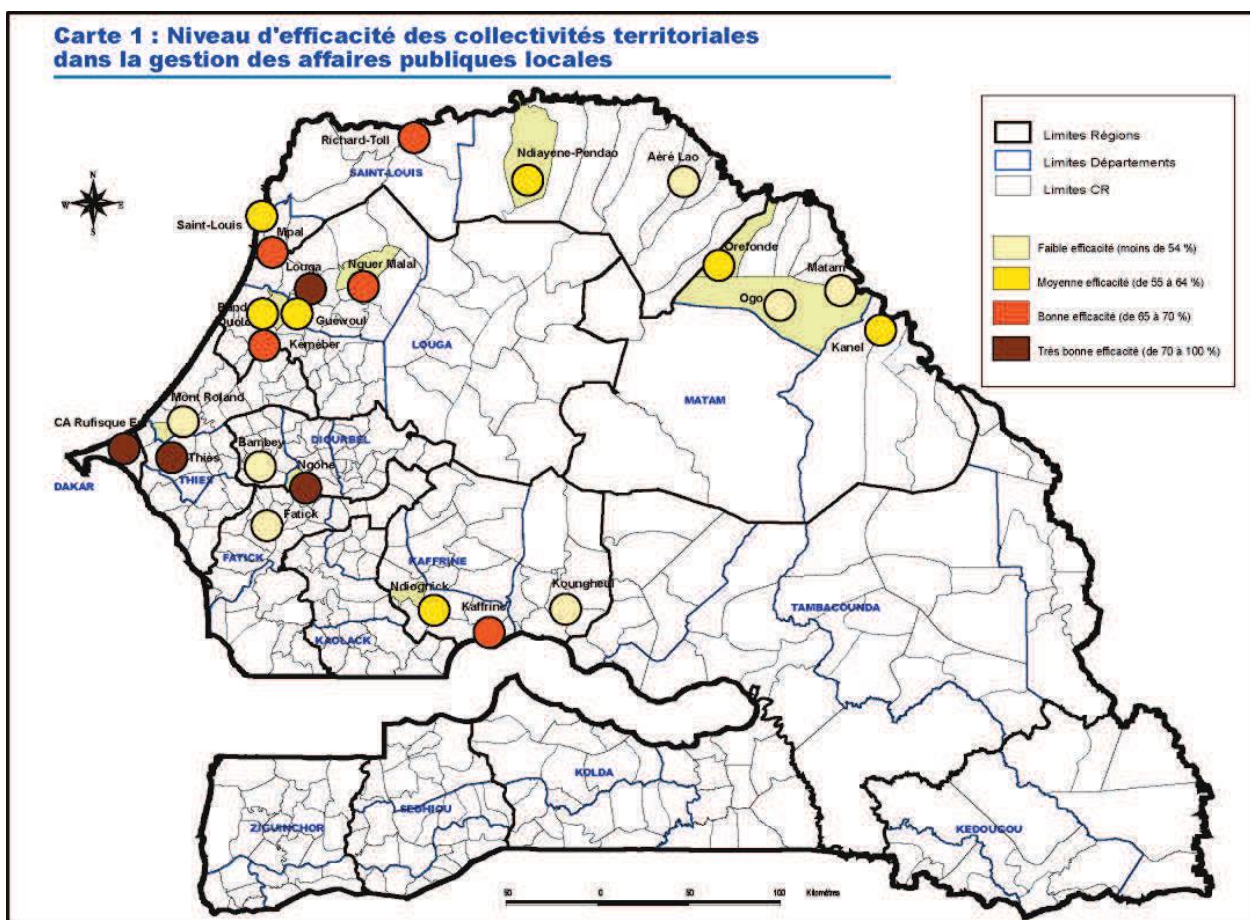 Carte 1 : Niveau d'efficacité des collectivités territoriales
dans la gestion des affaires publiques locales
Limites Régions
Limites Départements
Limites CR
Faible efficacité (moins de 54 %)
Moyenne efficacité (de 55 à 64 %)
Bonne efficacité (de 65 à 70 %)
Très bonne efficacité (de 70 à 100 %)
N
W E
S
Richard-Toll
Ndiayene-Pendao
Aéré Lao
SAINT-LOUIS
Saint-Louis
Mpal
Louga
Nguer Malal
Orefonde
Matam
Ogo
Guéwoul
Kanel
Kéméber
LOUGA
MATAM
Mont Roland
CA Rufisque
Bambey
DIOURBEL
Thiès
Ngohe
DAKAR
THIES
Fatick
FATICK
KAFFRINE
Ndiognick
Koungheul
Kaffrine
TAMBACOUNDA
KAOLACK
KOLDA
SEDHIOU
ZIGUINCHOR
KEDOUGOU
50 0 50 100 Kilomètres